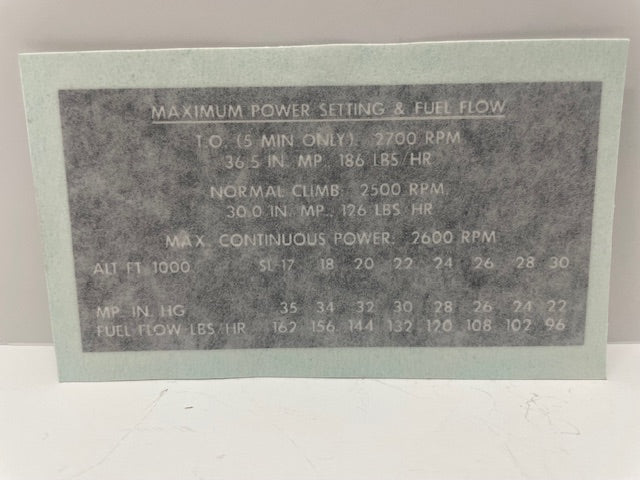 MAXIMUM POWER SETTING & FUEL FLOW
T.O. (5 MIN ONLY). 2700 RPM
36.5 IN. MP., 186 LBS/HR
NORMAL CLIMB: 2500 RPM,
30.0 IN. MP., 126 LBS/HR
MAX. CONTINUOUS POWER: 2600 RPM
ALT FT 1000 SL-17 18 20 22 24 26 28 30
MP IN. HG 35 34 32 30 28 26 24 22
FUEL FLOW LBS/HR 162 156 144 132 120 108 102 96